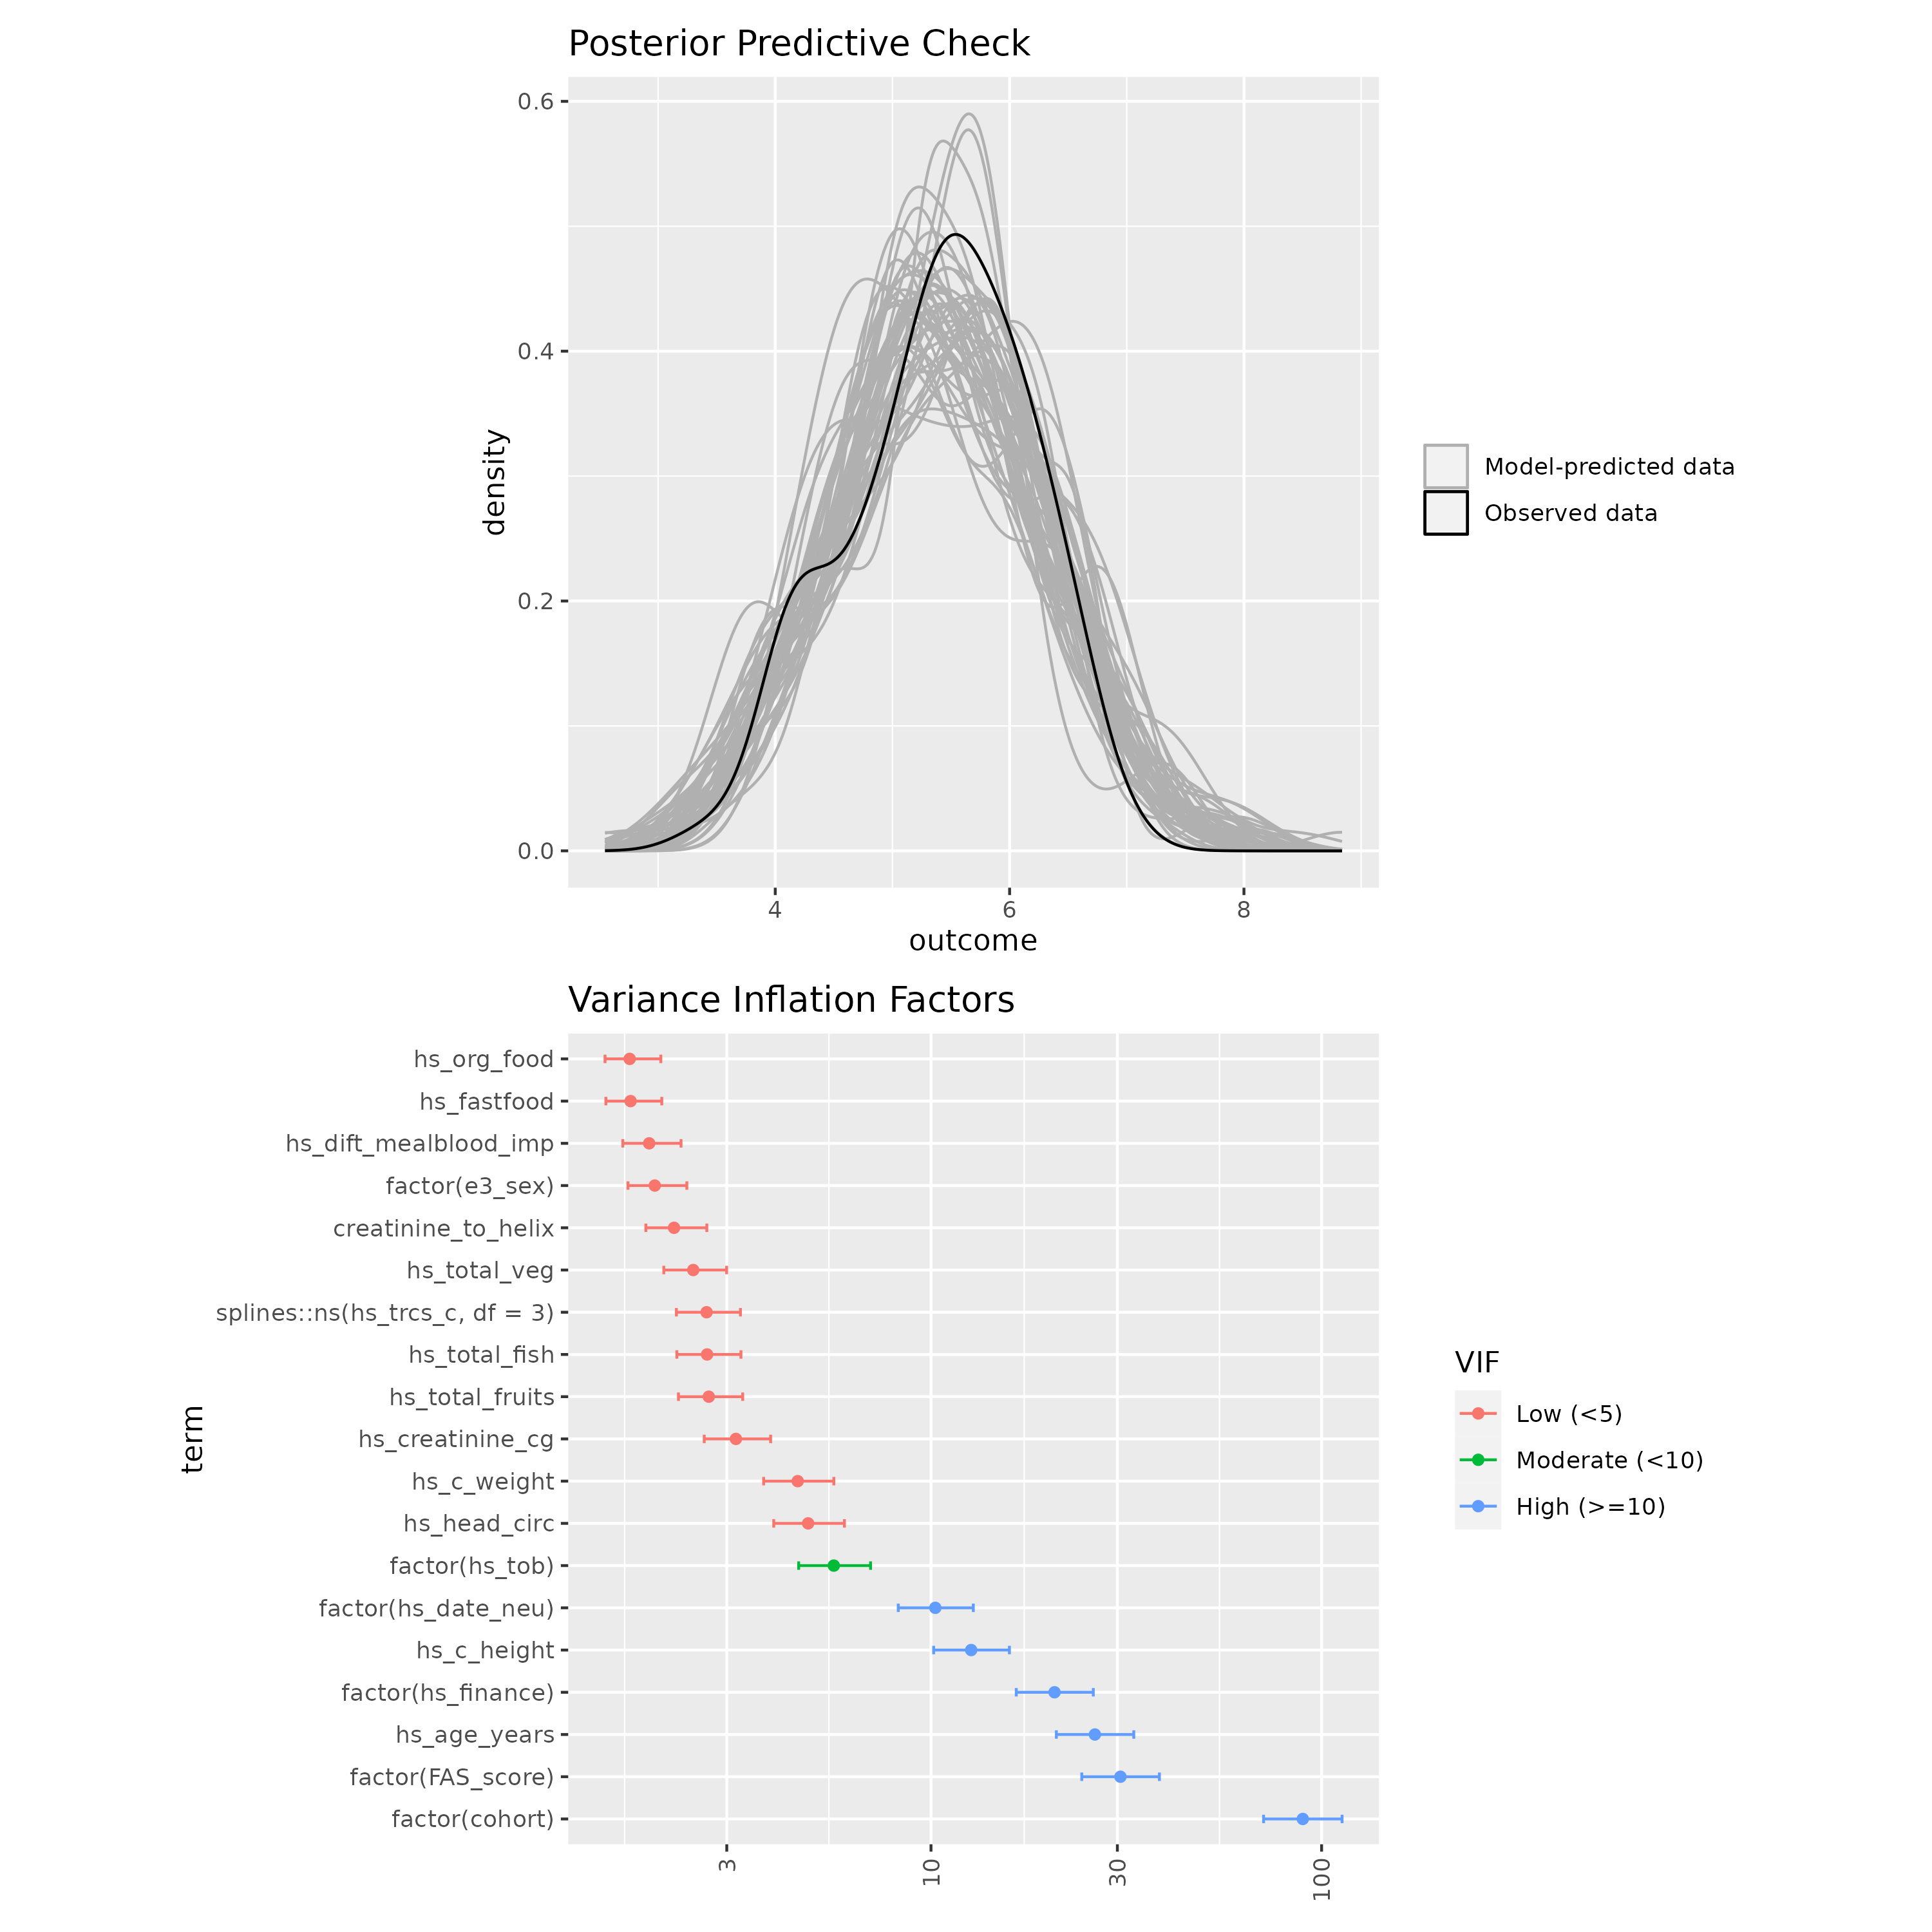 Posterior Predictive Check
0.6
0.4
0.2
0.0
density
4
6
8
outcome
Model-predicted data
Observed data
Variance Inflation Factors
hs_org_food
hs_fastfood
hs_dift_mealblood_imp
factor(e3_sex)
creatinine_to_helix
hs_total_veg
splines::ns(hs_trcs_c, df = 3)
hs_total_fish
hs_total_fruits
hs_creatinine_cg
hs_c_weight
hs_head_circ
factor(hs_tob)
factor(hs_date_neu)
hs_c_height
factor(hs_finance)
hs_age_years
factor(FAS_score)
factor(cohort)
term
3
10
30
100
VIF
Low (<5)
Moderate (<10)
High (>=10)